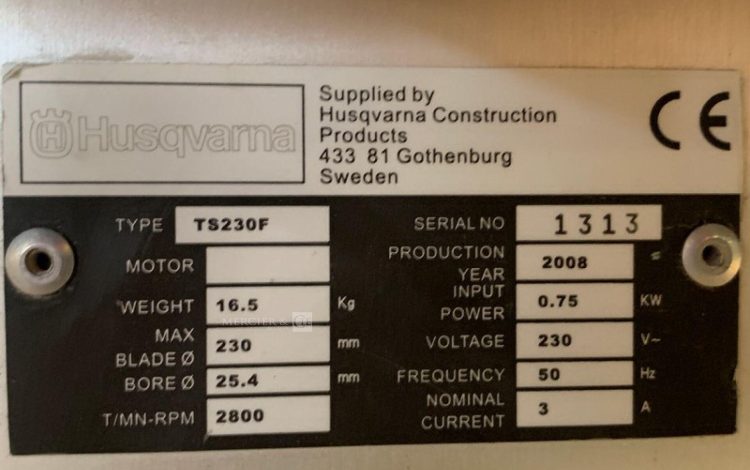 Husqvarna
Supplied by
Husqvarna Construction
Products
433 81 Gothenburg
Sweden
CE
TYPE TS230F
MOTOR
WEIGHT 16.5 Kg
MAX
BLADE Ø 230 mm
BORE Ø 25.4 mm
T/MN-RPM 2800
SERIAL NO 1313
PRODUCTION
YEAR 2008
INPUT
POWER 0.75 KW
VOLTAGE 230 V~
FREQUENCY 50 Hz
NOMINAL
CURRENT 3 A